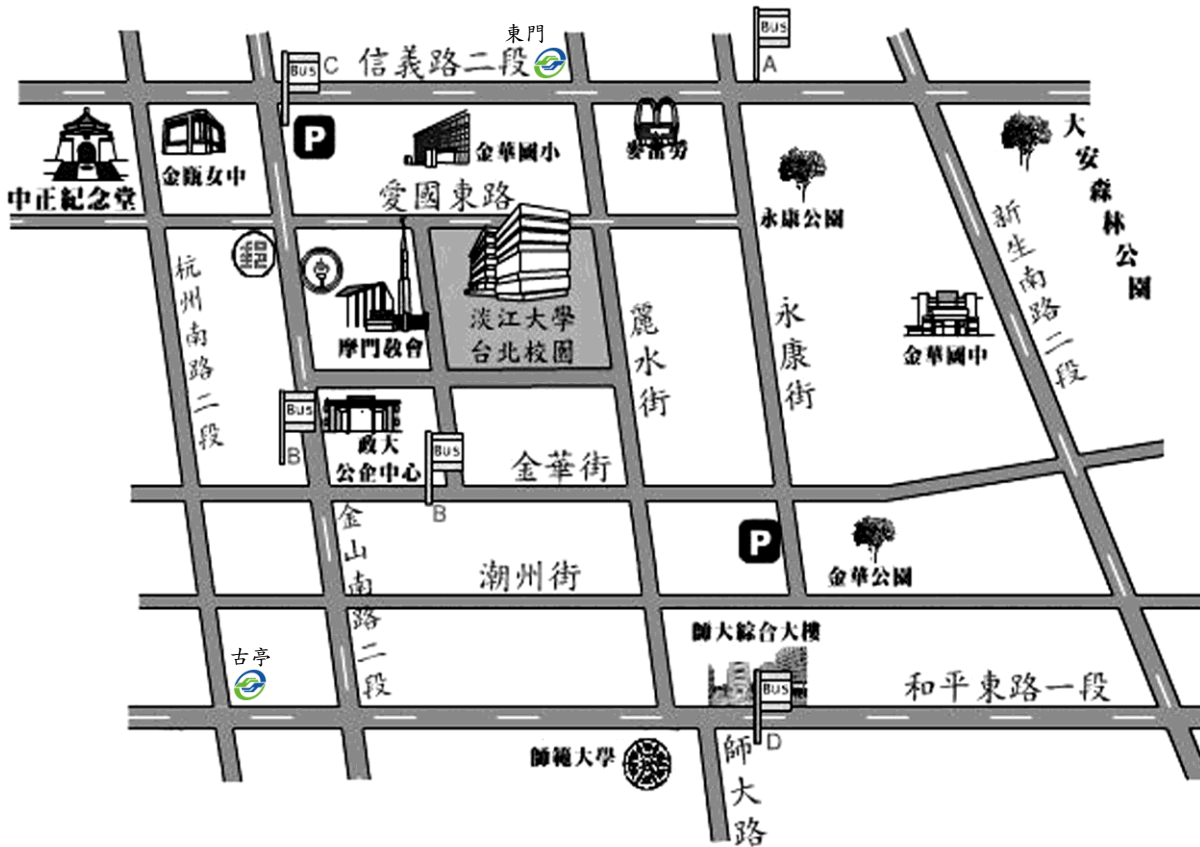 東門
信義路二段
BUS
C
BUS
A
P
金甌女中
金華國小
麥當勞
中正紀念堂
愛國東路
永康公園
大安森林公園
新生南路二段
杭州南路二段
摩門教會
淡江大學
台北校園
麗水街
永康街
金華國中
BUS
B
政大
公企中心
BUS
B
金華街
金山南路二段
P
金華公園
潮州街
師大綜合大樓
古亭
BUS
D
和平東路一段
師範大學
師大路